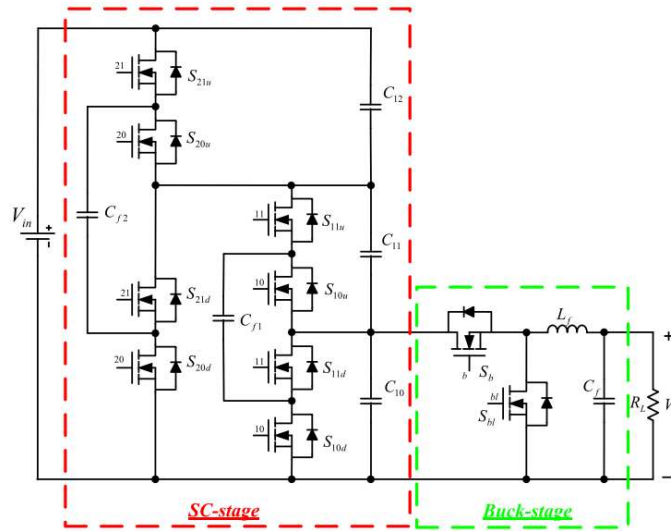 21
S21u
C12
20
S20u
Vin
+
-
Cf2
11
S11u
C11
21
S21d
10
S10u
Cf1
20
S20d
11
S11d
C10
b
Sb
Lf
bl
Sbl
Cf
RL
+
V
−
10
S10d
SC-stage
Buck-stage